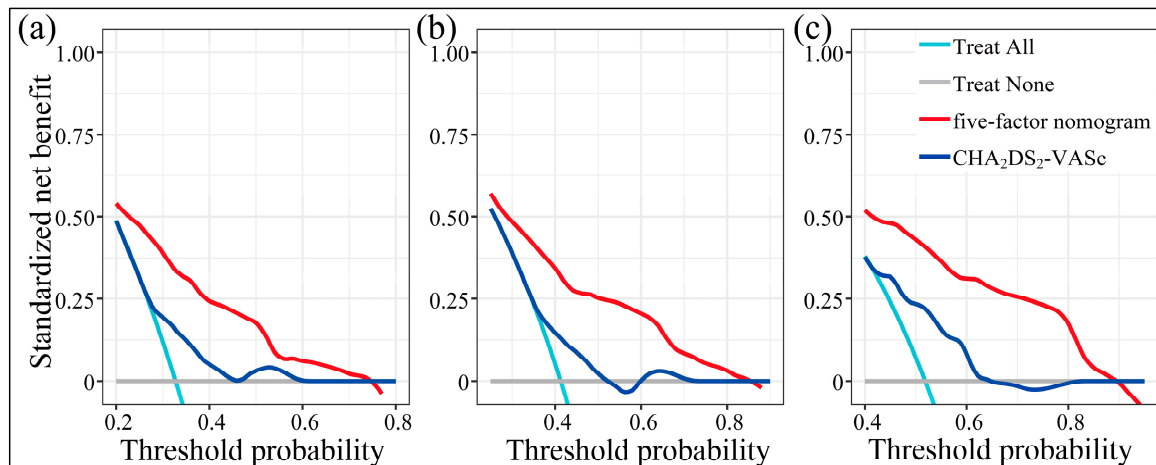 (a)
(b)
(c)
Standardized net benefit
1.00
0.75
0.50
0.25
0
0.2
0.4
0.6
0.8
Threshold probability
1.00
0.75
0.50
0.25
0
0.4
0.6
0.8
Threshold probability
1.00
0.75
0.50
0.25
0
0.4
0.6
0.8
Threshold probability
Treat All
Treat None
five-factor nomogram
CHA₂DS₂-VASc